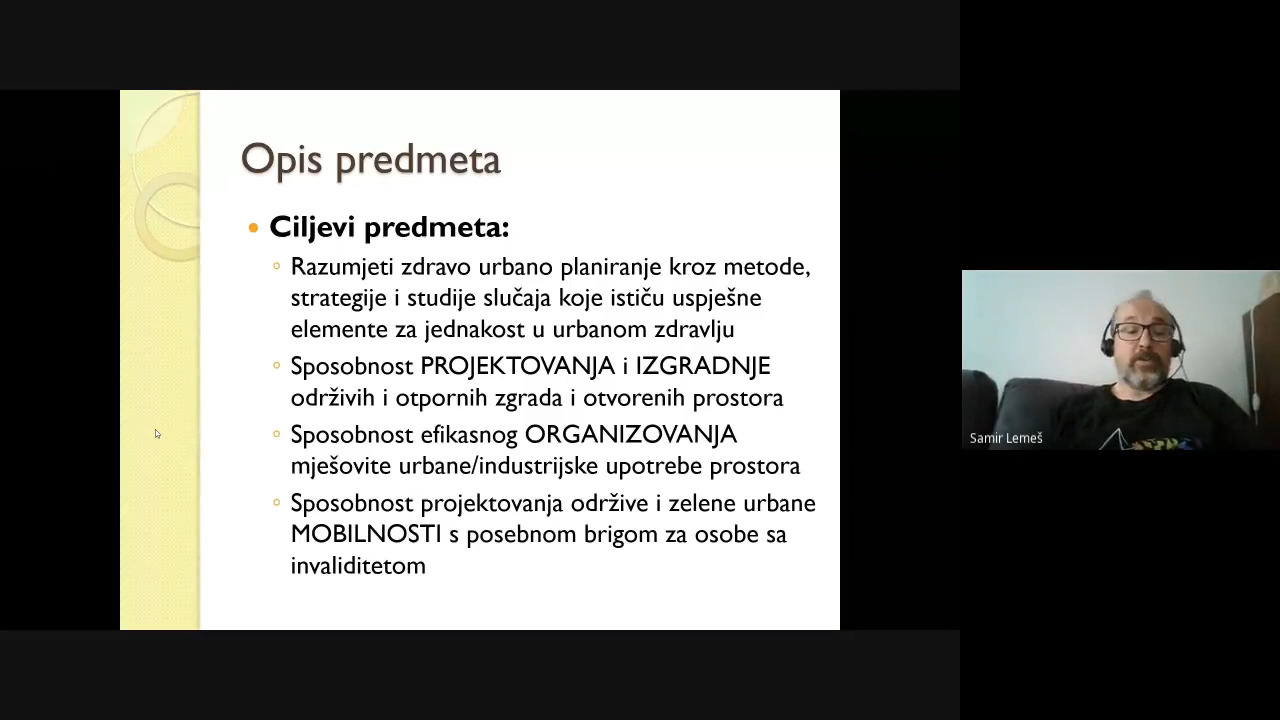 Opis predmeta
Ciljevi predmeta:
Razumjeti zdravo urbano planiranje kroz metode,
strategije i studije slučaja koje ističu uspješne
elemente za jednakost u urbanom zdravlju
Sposobnost PROJEKTOVANJA i IZGRADNJE
održivih i otpornih zgrada i otvorenih prostora
Sposobnost efikasnog ORGANIZOVANJA
mješovite urbane/industrijske upotrebe prostora
Sposobnost projektovanja održive i zelene urbane
MOBILNOSTI s posebnom brigom za osobe sa
invaliditetom
Samir Lemeš